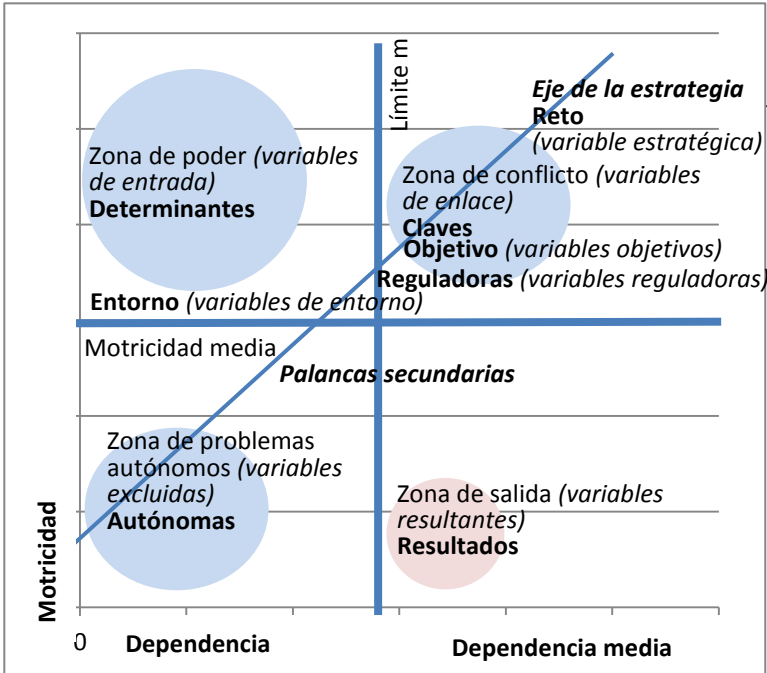 Límite m
Eje de la estrategia
Reto
(variable estratégica)
Zona de poder (variables
de entrada)
Determinantes
Zona de conflicto (variables
de enlace)
Claves
Objetivo (variables objetivos)
Reguladoras (variables reguladoras)
Entorno (variables de entorno)
Motricidad media
Palancas secundarias
Zona de problemas
autónomos (variables
excluidas)
Autónomas
Zona de salida (variables
resultantes)
Resultados
Motricidad
0
Dependencia
Dependencia media